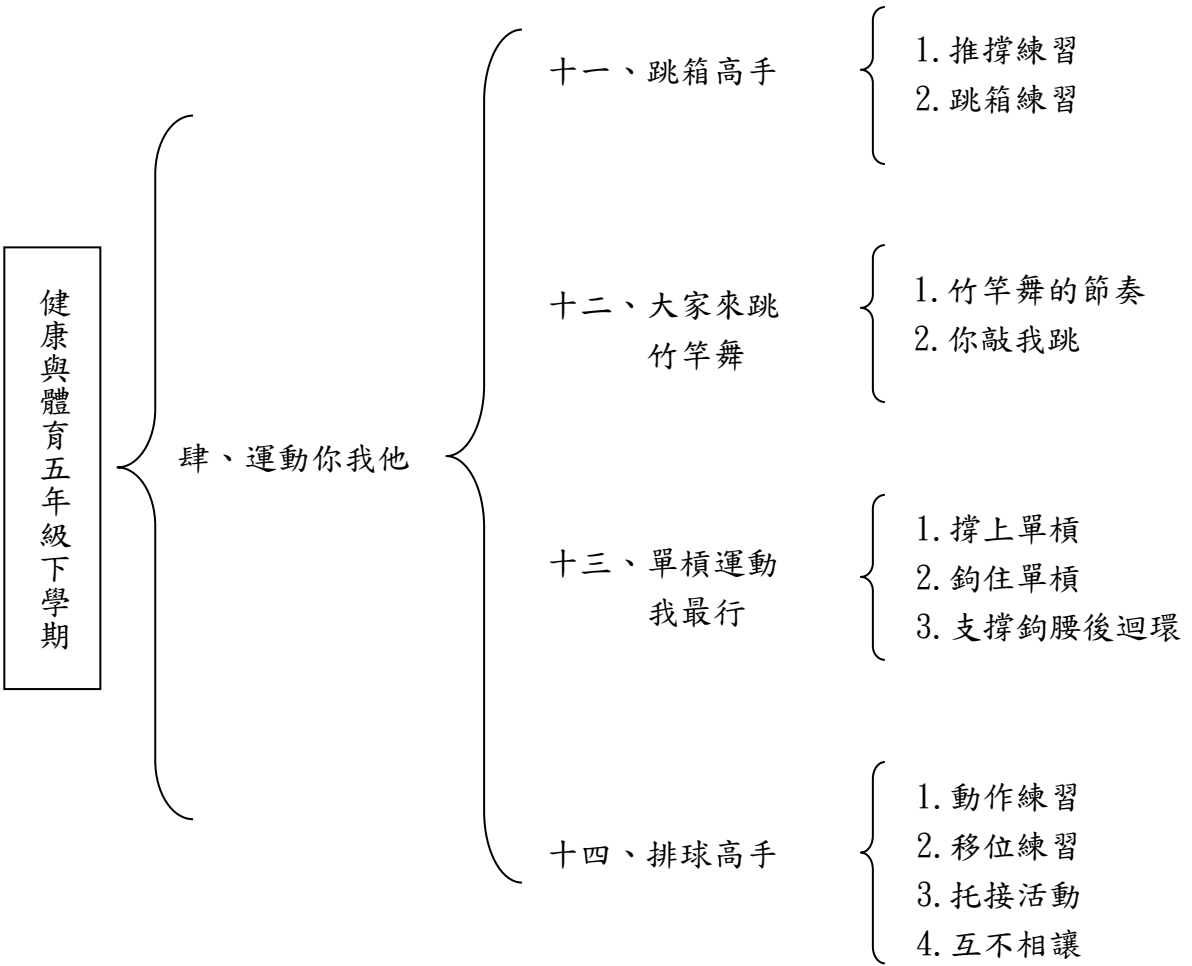 健康與體育五年級下學期
肆、運動你我他
十一、跳箱高手
1.推撐練習
2.跳箱練習
十二、大家來跳
竹竿舞
1.竹竿舞的節奏
2.你敲我跳
十三、單槓運動
我最行
1.撐上單槓
2.鉤住單槓
3.支撐鉤腰後迴環
十四、排球高手
1.動作練習
2.移位練習
3.托接活動
4.互不相讓